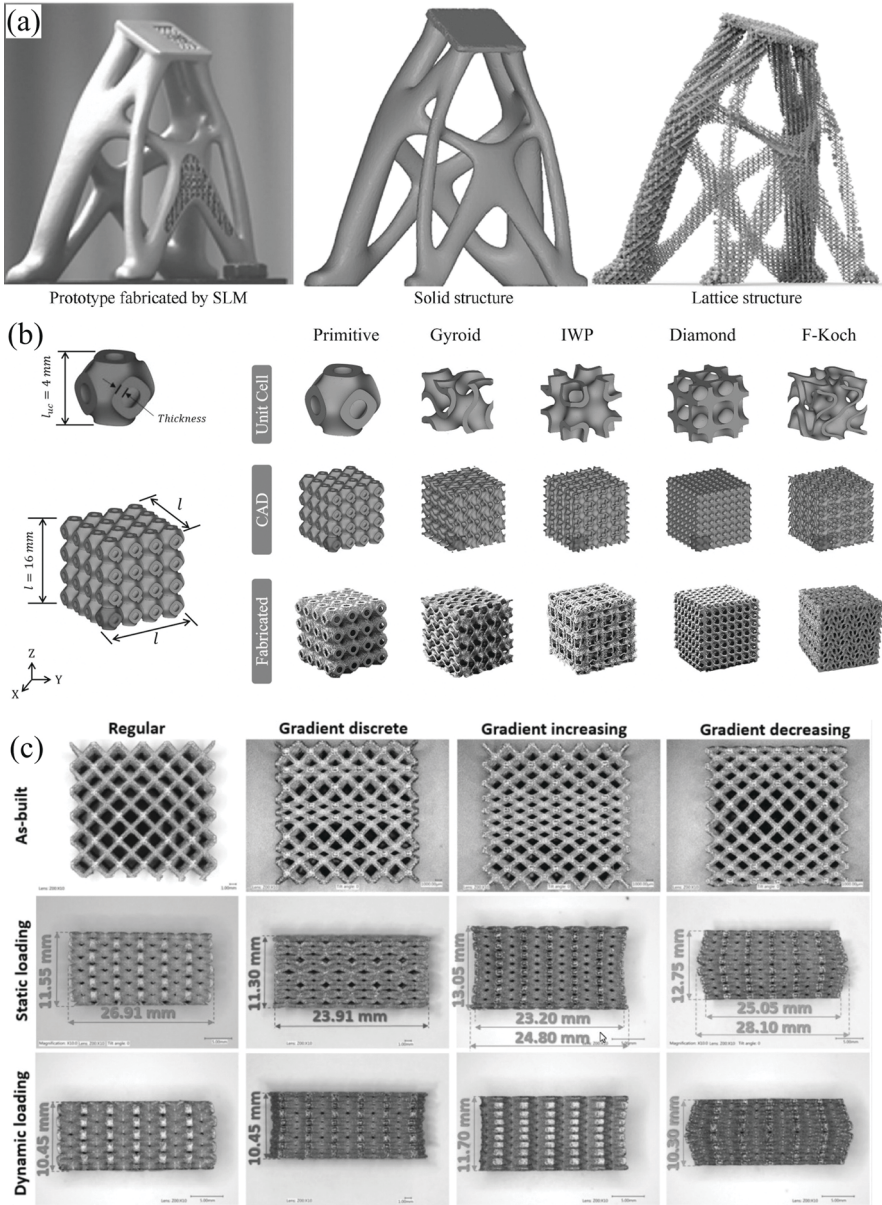 (a)
Prototype fabricated by SLM
Solid structure
Lattice structure
(b)
Primitive
Gyroid
IWP
Diamond
F-Koch
l_uc = 4 mm
Thickness
Unit Cell
l
l = 16 mm
CAD
l
Fabricated
Z
X
Y
(c)
Regular
Gradient discrete
Gradient increasing
Gradient decreasing
As-built
Static loading
11.55 mm
26.91 mm
11.30 mm
23.91 mm
13.05 mm
23.20 mm
24.80 mm
12.75 mm
25.05 mm
28.10 mm
Dynamic loading
10.45 mm
10.45 mm
11.70 mm
10.30 mm